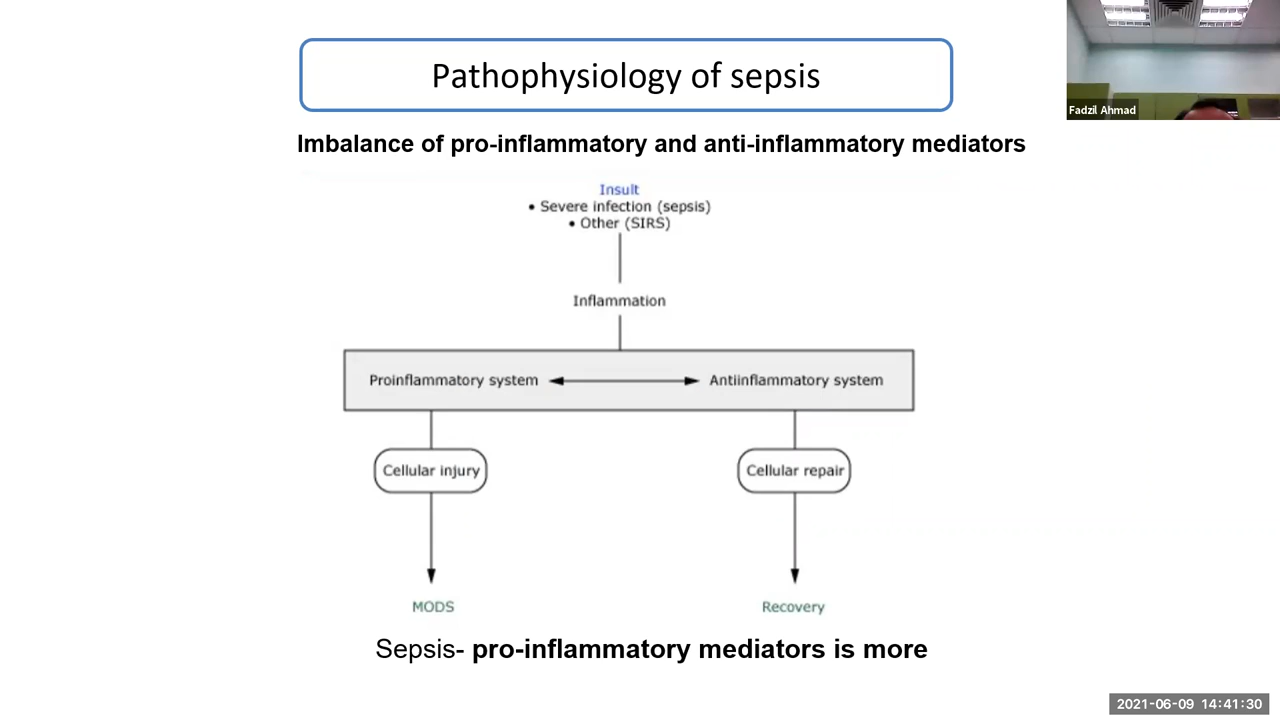 Pathophysiology of sepsis
Fadzil Ahmad
Imbalance of pro-inflammatory and anti-inflammatory mediators
Insult
• Severe infection (sepsis)
• Other (SIRS)
Inflammation
Proinflammatory system
Antiinflammatory system
Cellular injury
Cellular repair
MODS
Recovery
Sepsis- pro-inflammatory mediators is more
2021-06-09 14:41:30